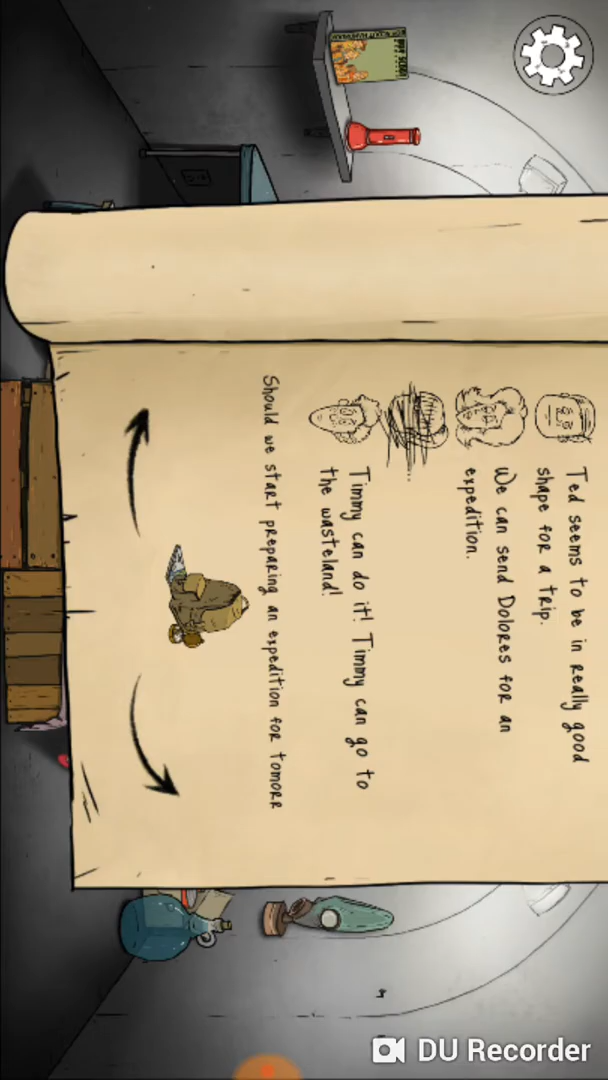 Ted seems to be in really good
shape for a trip.
We can send Dolores for an
expedition.
Timmy can do it! Timmy can go to
the wasteland!
Should we start preparing an expedition for tomorr
DU Recorder